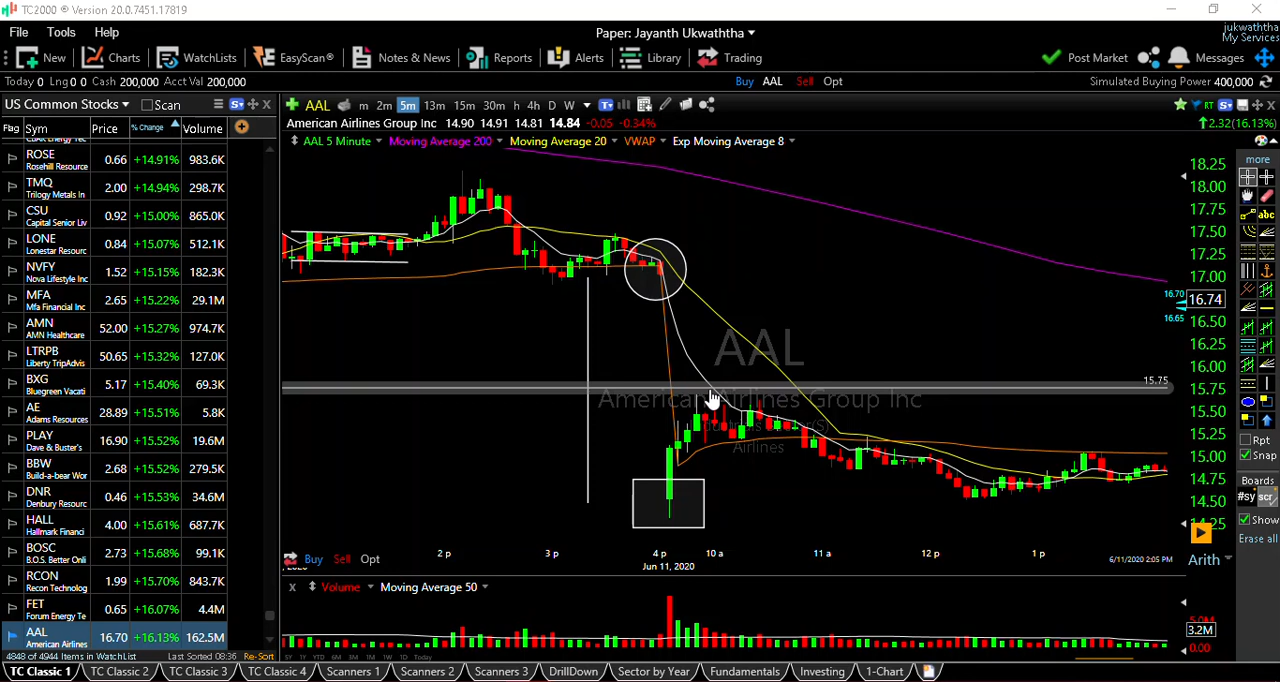 TC2000 ® Version 20.0.7451.17819
File Tools Help
Paper: Jayanth Ukwaththa
jukwaththa
My Services
New Charts WatchLists EasyScan® Notes & News Reports Alerts Library Trading Post Market Messages
Today 0 Lng 0 0 Cash 200,000 Acct Val 200,000
Buy AAL Sell Opt
Simulated Buying Power 400,000
US Common Stocks Scan
AAL m 2m 5m 13m 15m 30m h 4h D W
RT
American Airlines Group Inc 14.90 14.91 14.81 14.84 -0.05 -0.34%
2.32(16.13%)
Flag Sym Price % Change Volume
AAL 5 Minute Moving Average 200 Moving Average 20 VWAP Exp Moving Average 8
ROSE 0.66 +14.91% 983.6K
Rosehill Resource
TMQ 2.00 +14.94% 298.7K
Trilogy Metals In
CSU 0.92 +15.00% 865.0K
Capital Senior Liv
LONE 0.84 +15.07% 512.1K
Lonestar Resourc
NVFY 1.52 +15.15% 182.3K
Nova Lifestyle Inc
MFA 2.65 +15.22% 29.1M
Mfa Financial Inc
AMN 52.00 +15.27% 974.7K
AMN Healthcare
LTRPB 50.65 +15.32% 127.0K
Liberty TripAdvis
BXG 5.17 +15.40% 69.3K
Bluegreen Vacati
AE 28.89 +15.51% 5.8K
Adams Resources
PLAY 16.90 +15.52% 19.6M
Dave & Buster's
BBW 2.68 +15.52% 279.5K
Build-a-bear Wor
DNR 0.46 +15.53% 34.6M
Denbury Resourc
HALL 4.00 +15.61% 687.7K
Hallmark Financi
BOSC 2.73 +15.68% 99.1K
B.O.S. Better Onli
RCON 1.99 +15.70% 843.7K
Recon Technolog
FET 0.65 +16.07% 4.4M
Forum Energy Te
AAL 16.70 +16.13% 162.5M
American Airlines
4848 of 4944 Items in WatchList Last Sorted 08:36 Re-Sort
AAL
American Airlines Group Inc
Airlines
15.75
18.25
18.00
17.75
17.50
17.25
17.00
16.70
16.74
16.65
16.50
16.25
16.00
15.75
15.50
15.25
15.00
14.75
14.50
14.25
more
abc
Rpt
Snap
Boards
#sy scr
Show
Erase all
2 p 3 p 4 p 10 a 11 a 12 p 1 p 6/11/2020 2:05 PM
Jun 11, 2020
Buy Sell Opt
, 2020
Arith
Volume Moving Average 50
5.0M
3.2M
0.00
TC Classic 1 TC Classic 2 TC Classic 3 TC Classic 4 Scanners 1 Scanners 2 Scanners 3 DrillDown Sector by Year Fundamentals Investing 1-Chart